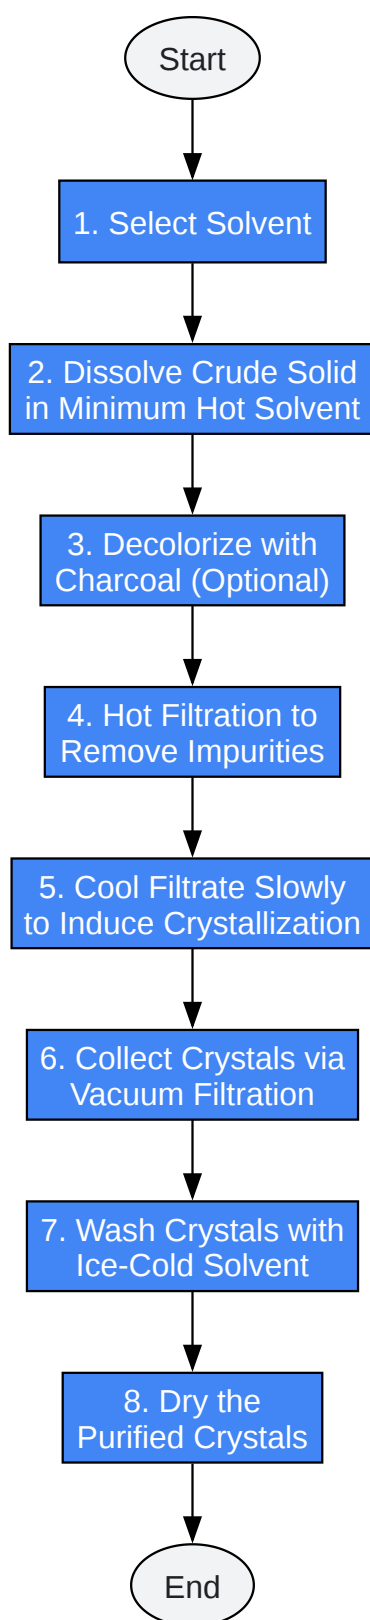 Start
1. Select Solvent
2. Dissolve Crude Solid
in Minimum Hot Solvent
3. Decolorize with
Charcoal (Optional)
4. Hot Filtration to
Remove Impurities
5. Cool Filtrate Slowly
to Induce Crystallization
6. Collect Crystals via
Vacuum Filtration
7. Wash Crystals with
Ice-Cold Solvent
8. Dry the
Purified Crystals
End